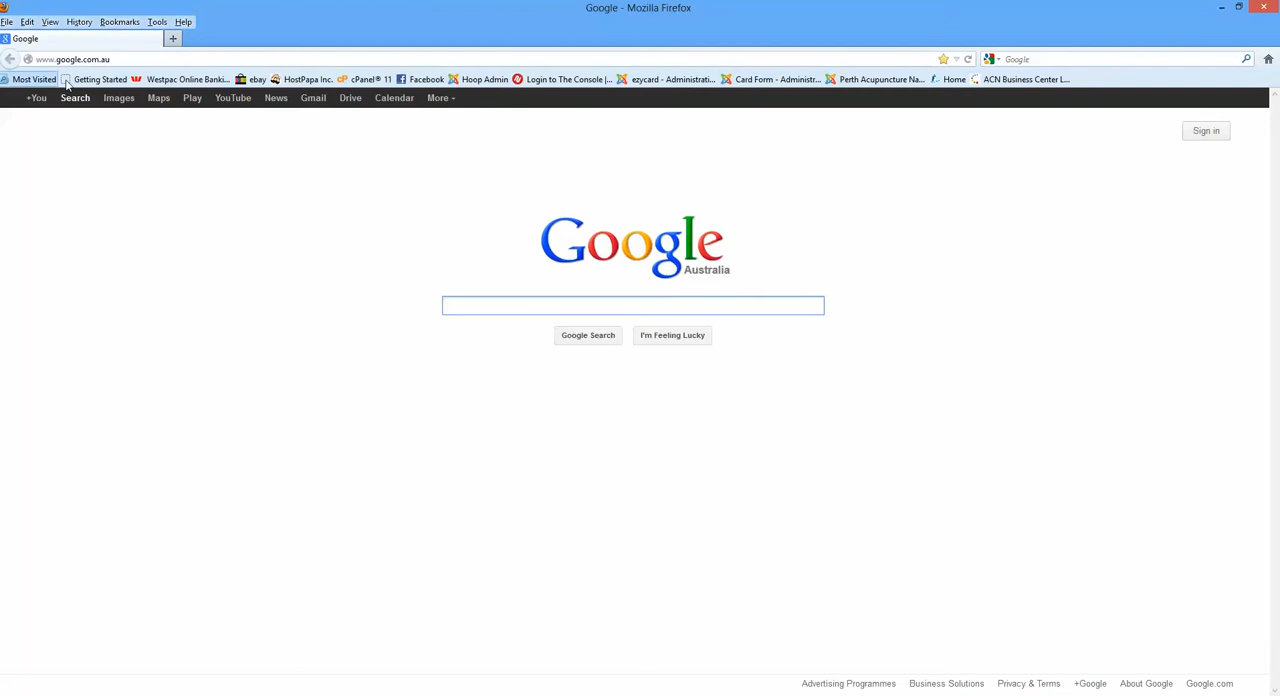 Google - Mozilla Firefox
File Edit View History Bookmarks Tools Help
Google +
www.google.com.au Google
Most Visited Getting Started Westpac Online Banki... ebay HostPapa Inc. cPanel® 11 Facebook Hoop Admin Login to The Console |... ezycard - Administrati... Card Form - Administr... Perth Acupuncture Na... Home ACN Business Center L...
+You Search Images Maps Play YouTube News Gmail Drive Calendar More
Sign in
Google
Australia
Google Search I'm Feeling Lucky
Advertising Programmes Business Solutions Privacy & Terms +Google About Google Google.com